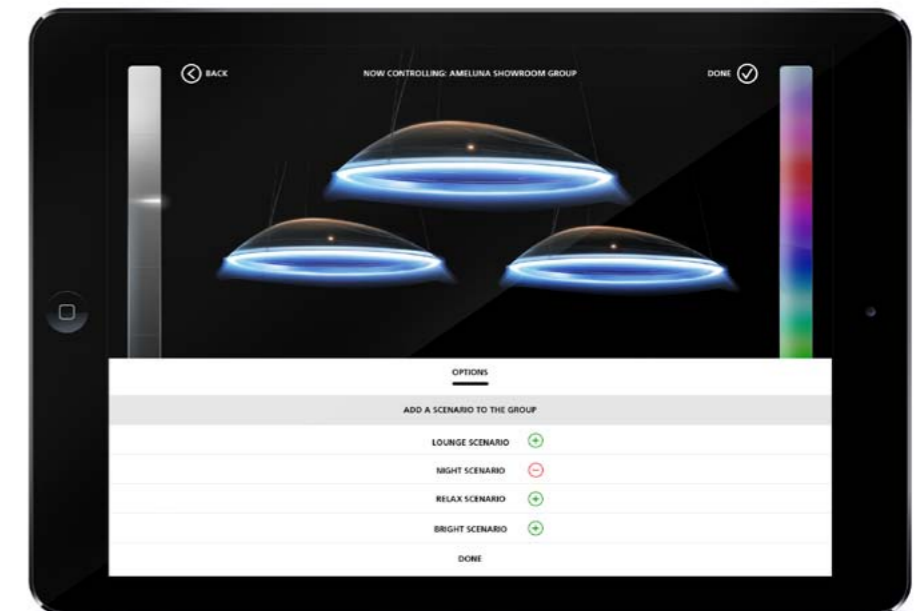 BACK
NOW CONTROLLING: AMELUNA SHOWROOM GROUP
DONE
OPTIONS
ADD A SCENARIO TO THE GROUP
LOUNGE SCENARIO
NIGHT SCENARIO
RELAX SCENARIO
BRIGHT SCENARIO
DONE